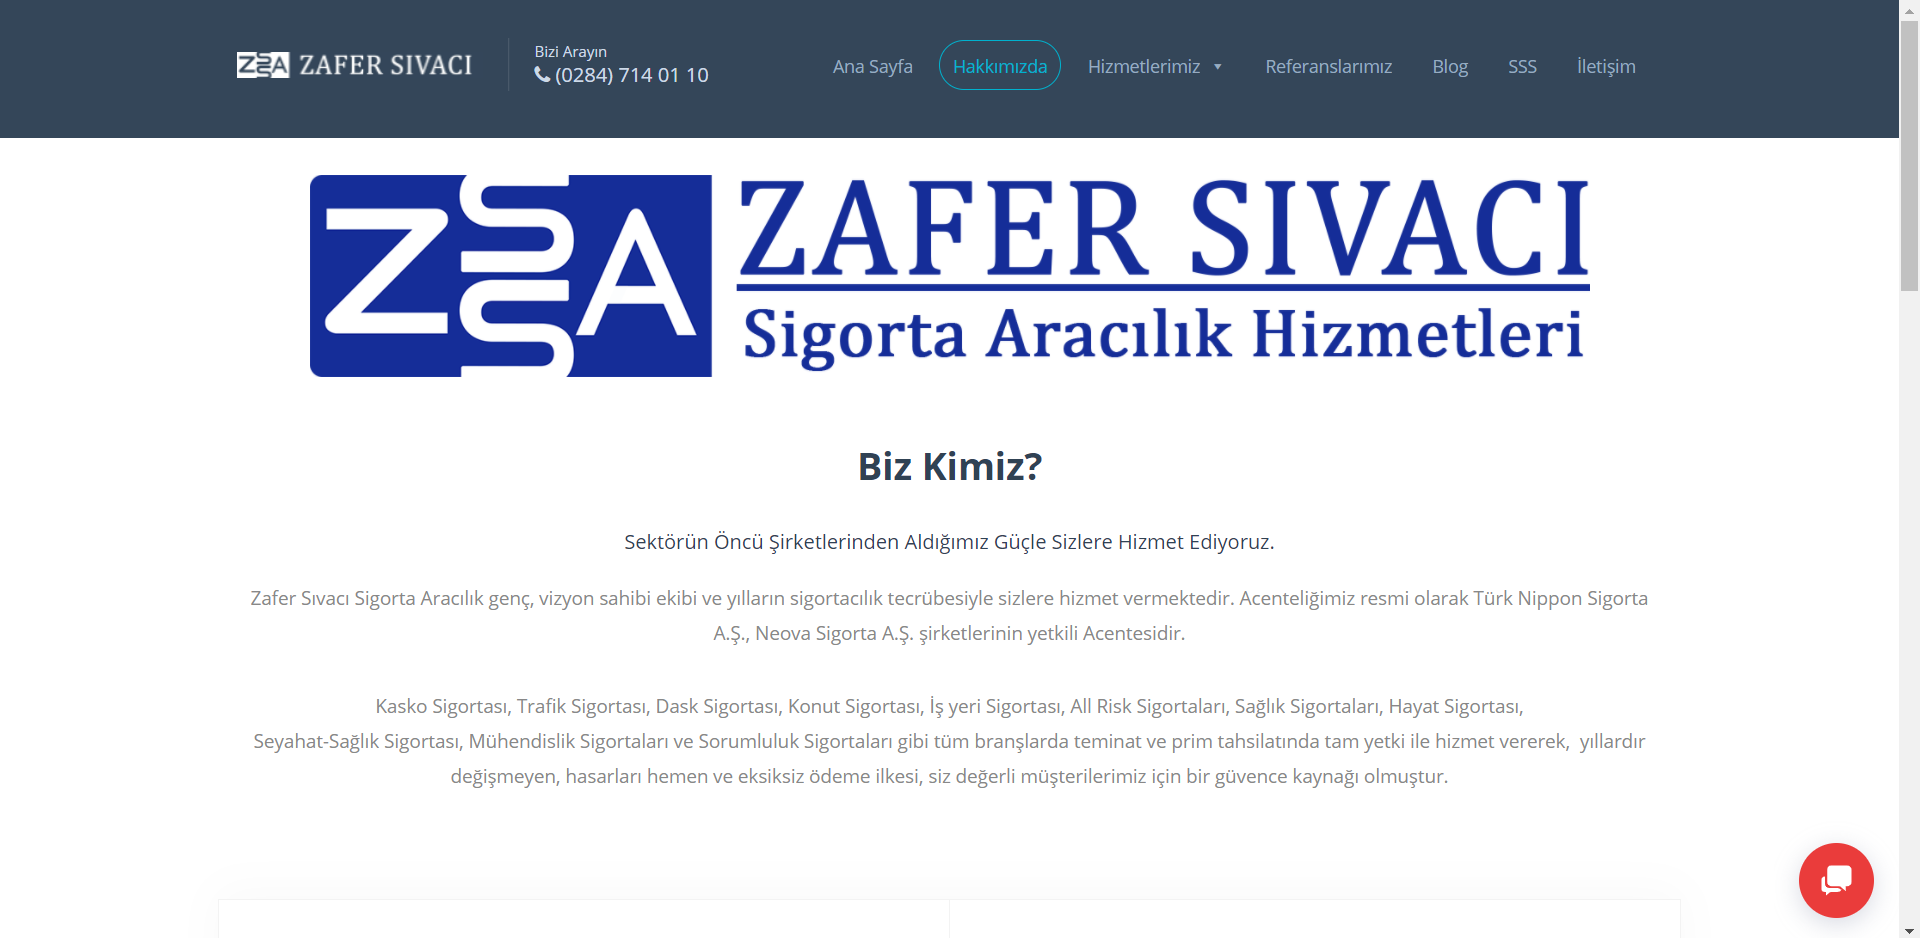 ZSSA ZAFER SIVACI
Bizi Arayın
(0284) 714 01 10
Ana Sayfa
Hakkımızda
Hizmetlerimiz
Referanslarımız
Blog
SSS
İletişim
ZSSA
ZAFER SIVACI
Sigorta Aracılık Hizmetleri
Biz Kimiz?
Sektörün Öncü Şirketlerinden Aldığımız Güçle Sizlere Hizmet Ediyoruz.
Zafer Sıvacı Sigorta Aracılık genç, vizyon sahibi ekibi ve yılların sigortacılık tecrübesiyle sizlere hizmet vermektedir. Acenteliğimiz resmi olarak Türk Nippon Sigorta
A.Ş., Neova Sigorta A.Ş. şirketlerinin yetkili Acentesidir.
Kasko Sigortası, Trafik Sigortası, Dask Sigortası, Konut Sigortası, İş yeri Sigortası, All Risk Sigortaları, Sağlık Sigortaları, Hayat Sigortası,
Seyahat-Sağlık Sigortası, Mühendislik Sigortaları ve Sorumluluk Sigortaları gibi tüm branşlarda teminat ve prim tahsilatında tam yetki ile hizmet vererek,  yıllardır
değişmeyen, hasarları hemen ve eksiksiz ödeme ilkesi, siz değerli müşterilerimiz için bir güvence kaynağı olmuştur.